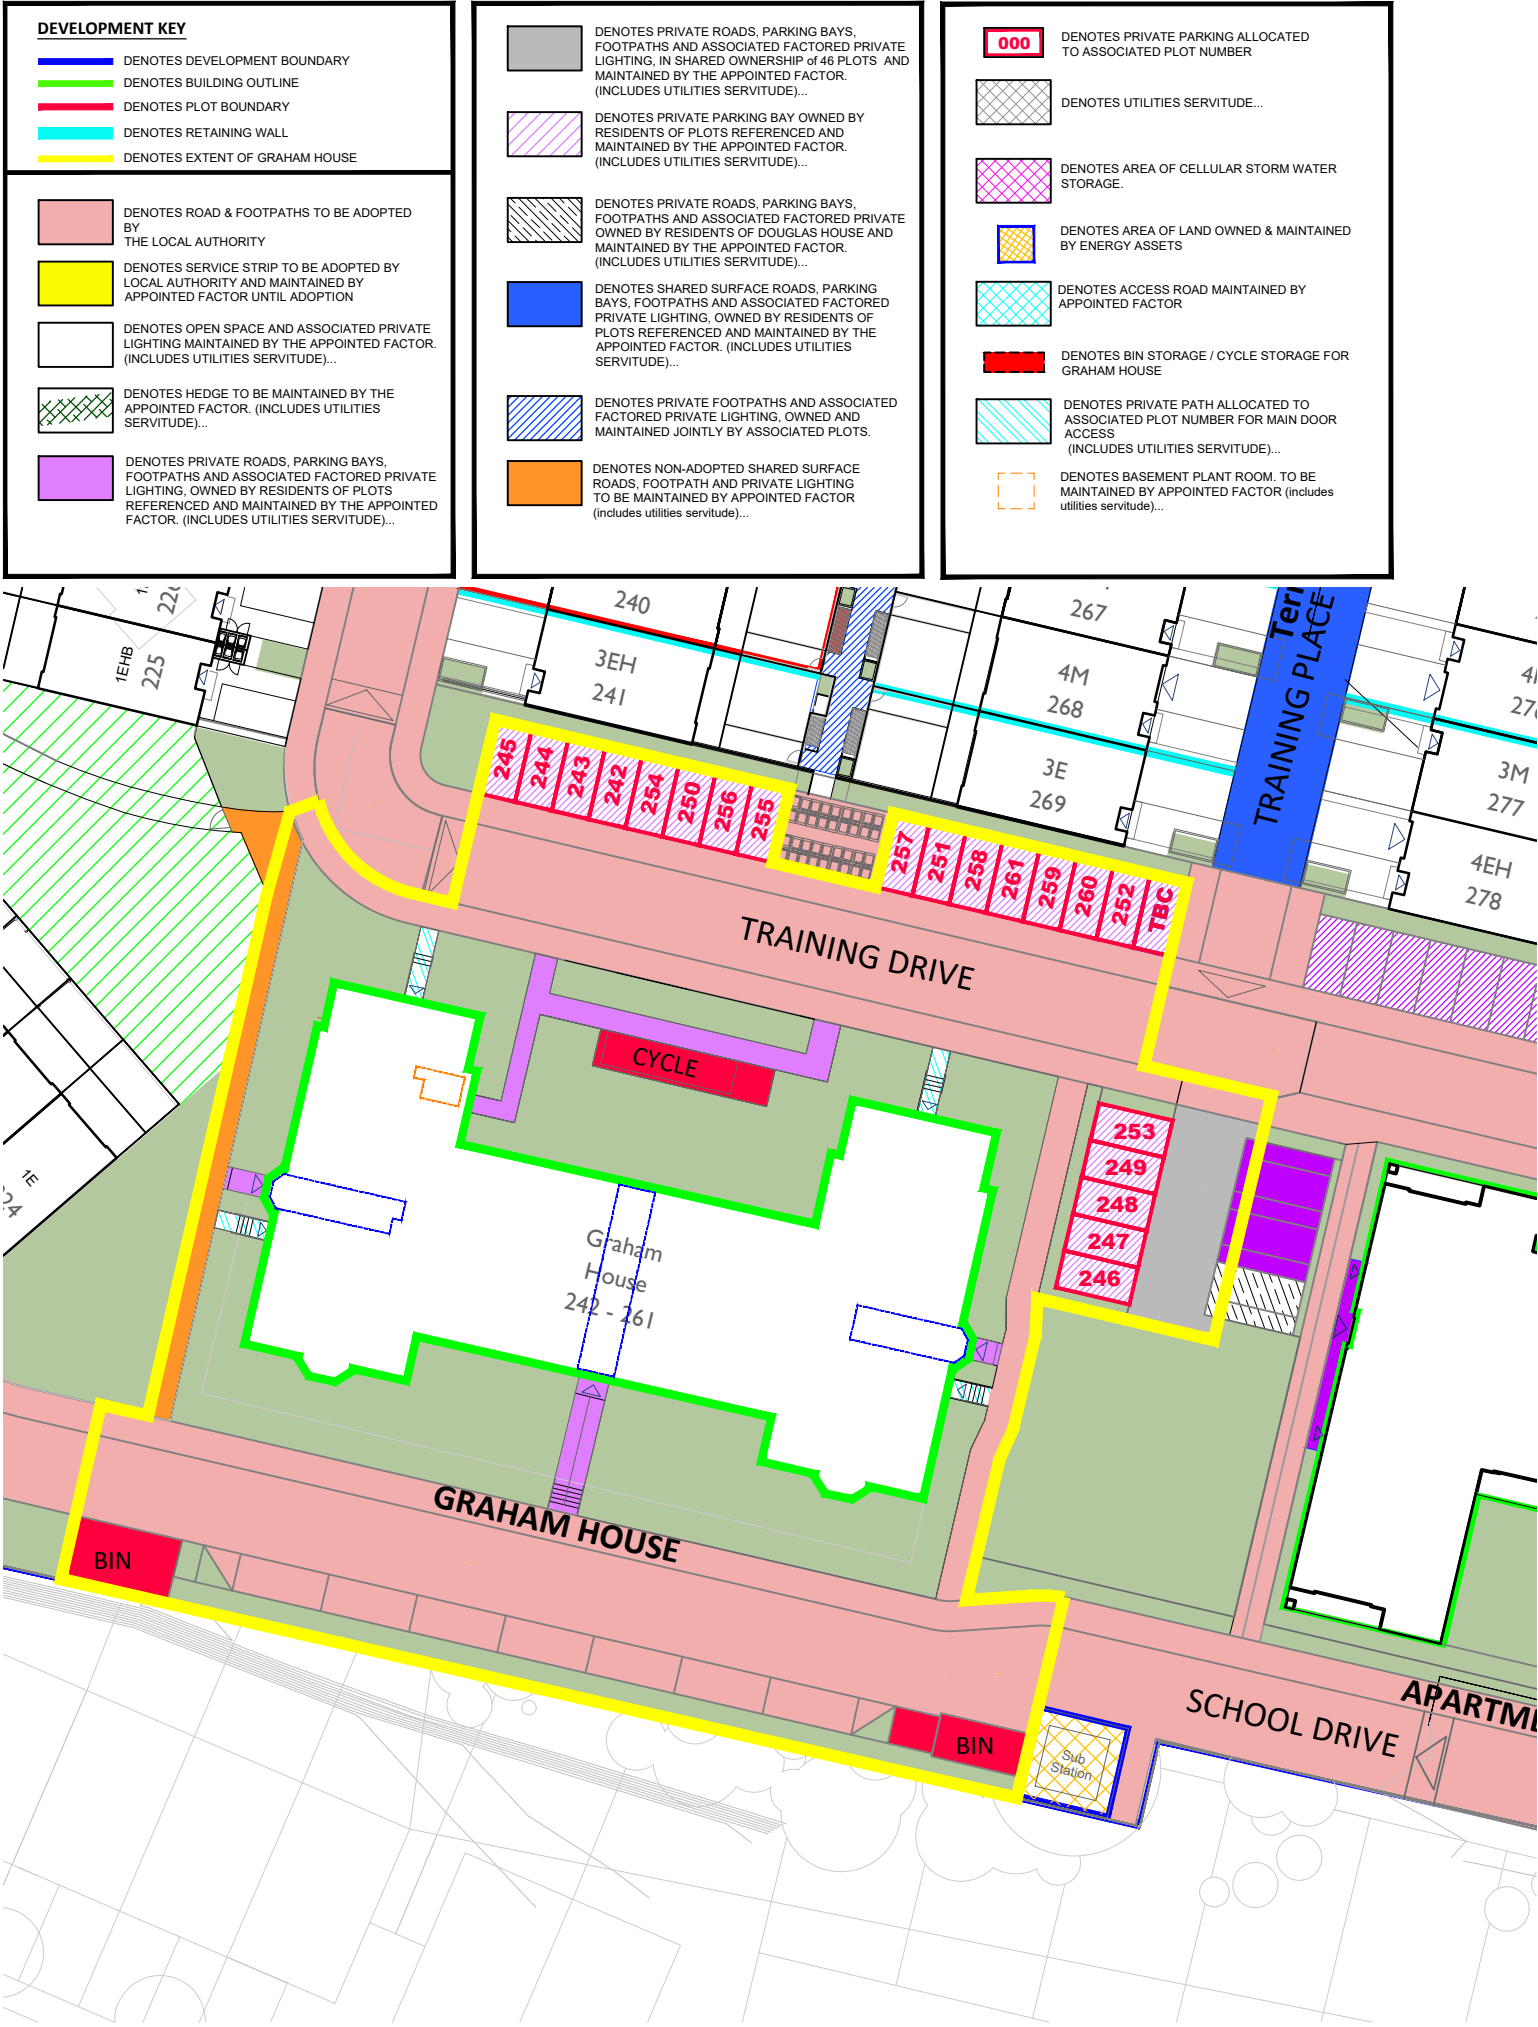 DEVELOPMENT KEY
DENOTES DEVELOPMENT BOUNDARY
DENOTES BUILDING OUTLINE
DENOTES PLOT BOUNDARY
DENOTES RETAINING WALL
DENOTES EXTENT OF GRAHAM HOUSE
DENOTES ROAD & FOOTPATHS TO BE ADOPTED
BY
THE LOCAL AUTHORITY
DENOTES SERVICE STRIP TO BE ADOPTED BY
LOCAL AUTHORITY AND MAINTAINED BY
APPOINTED FACTOR UNTIL ADOPTION
DENOTES OPEN SPACE AND ASSOCIATED PRIVATE
LIGHTING MAINTAINED BY THE APPOINTED FACTOR.
(INCLUDES UTILITIES SERVITUDE)...
DENOTES HEDGE TO BE MAINTAINED BY THE
APPOINTED FACTOR. (INCLUDES UTILITIES
SERVITUDE)...
DENOTES PRIVATE ROADS, PARKING BAYS,
FOOTPATHS AND ASSOCIATED FACTORED PRIVATE
LIGHTING, OWNED BY RESIDENTS OF PLOTS
REFERENCED AND MAINTAINED BY THE APPOINTED
FACTOR. (INCLUDES UTILITIES SERVITUDE)...
DENOTES PRIVATE ROADS, PARKING BAYS,
FOOTPATHS AND ASSOCIATED FACTORED PRIVATE
LIGHTING, IN SHARED OWNERSHIP of 46 PLOTS AND
MAINTAINED BY THE APPOINTED FACTOR.
(INCLUDES UTILITIES SERVITUDE)...
DENOTES PRIVATE PARKING BAY OWNED BY
RESIDENTS OF PLOTS REFERENCED AND
MAINTAINED BY THE APPOINTED FACTOR.
(INCLUDES UTILITIES SERVITUDE)...
DENOTES PRIVATE ROADS, PARKING BAYS,
FOOTPATHS AND ASSOCIATED FACTORED PRIVATE
OWNED BY RESIDENTS OF DOUGLAS HOUSE AND
MAINTAINED BY THE APPOINTED FACTOR.
(INCLUDES UTILITIES SERVITUDE)...
DENOTES SHARED SURFACE ROADS, PARKING
BAYS, FOOTPATHS AND ASSOCIATED FACTORED
PRIVATE LIGHTING, OWNED BY RESIDENTS OF
PLOTS REFERENCED AND MAINTAINED BY THE
APPOINTED FACTOR. (INCLUDES UTILITIES
SERVITUDE)...
DENOTES PRIVATE FOOTPATHS AND ASSOCIATED
FACTORED PRIVATE LIGHTING, OWNED AND
MAINTAINED JOINTLY BY ASSOCIATED PLOTS.
DENOTES NON-ADOPTED SHARED SURFACE
ROADS, FOOTPATH AND PRIVATE LIGHTING
TO BE MAINTAINED BY APPOINTED FACTOR
(includes utilities servitude)...
000
DENOTES PRIVATE PARKING ALLOCATED
TO ASSOCIATED PLOT NUMBER
DENOTES UTILITIES SERVITUDE...
DENOTES AREA OF CELLULAR STORM WATER
STORAGE.
DENOTES AREA OF LAND OWNED & MAINTAINED
BY ENERGY ASSETS
DENOTES ACCESS ROAD MAINTAINED BY
APPOINTED FACTOR
DENOTES BIN STORAGE / CYCLE STORAGE FOR
GRAHAM HOUSE
DENOTES PRIVATE PATH ALLOCATED TO
ASSOCIATED PLOT NUMBER FOR MAIN DOOR
ACCESS
(INCLUDES UTILITIES SERVITUDE)...
DENOTES BASEMENT PLANT ROOM. TO BE
MAINTAINED BY APPOINTED FACTOR (includes
utilities servitude)...
1EHB
225
240
3EH
241
267
4M
268
3E
269
TRAINING PLACE
3M
277
4EH
278
245
244
243
242
254
250
256
255
257
251
258
261
259
260
252
TBC
TRAINING DRIVE
CYCLE
253
249
248
247
246
1E
Graham
House
242 - 261
GRAHAM HOUSE
BIN
BIN
Sub
Station
SCHOOL DRIVE